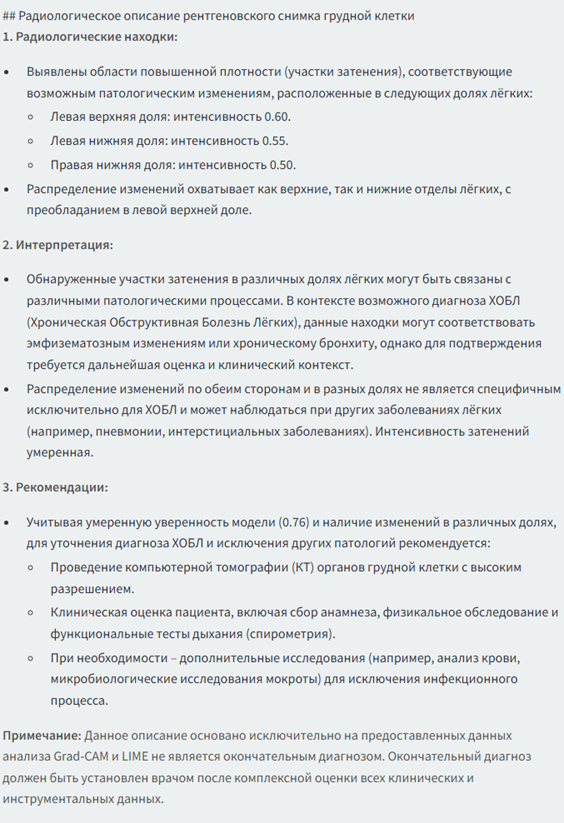 ## Радиологическое описание рентгеновского снимка грудной клетки
1. Радиологические находки:
• Выявлены области повышенной плотности (участки затенения), соответствующие
возможным патологическим изменениям, расположенные в следующих долях лёгких:
◦ Левая верхняя доля: интенсивность 0.60.
◦ Левая нижняя доля: интенсивность 0.55.
◦ Правая нижняя доля: интенсивность 0.50.
• Распределение изменений охватывает как верхние, так и нижние отделы лёгких, с
преобладанием в левой верхней доле.
2. Интерпретация:
• Обнаруженные участки затенения в различных долях лёгких могут быть связаны с
различными патологическими процессами. В контексте возможного диагноза ХОБЛ
(Хроническая Обструктивная Болезнь Лёгких), данные находки могут соответствовать
эмфизематозным изменениям или хроническому бронхиту, однако для подтверждения
требуется дальнейшая оценка и клинический контекст.
• Распределение изменений по обеим сторонам и в разных долях не является специфичным
исключительно для ХОБЛ и может наблюдаться при других заболеваниях лёгких
(например, пневмонии, интерстициальных заболеваниях). Интенсивность затенений
умеренная.
3. Рекомендации:
• Учитывая умеренную уверенность модели (0.76) и наличие изменений в различных долях,
для уточнения диагноза ХОБЛ и исключения других патологий рекомендуется:
◦ Проведение компьютерной томографии (КТ) органов грудной клетки с высоким
разрешением.
◦ Клиническая оценка пациента, включая сбор анамнеза, физикальное обследование и
функциональные тесты дыхания (спирометрия).
◦ При необходимости – дополнительные исследования (например, анализ крови,
микробиологические исследования мокроты) для исключения инфекционного
процесса.
Примечание: Данное описание основано исключительно на предоставленных данных
анализа Grad-CAM и LIME не является окончательным диагнозом. Окончательный диагноз
должен быть установлен врачом после комплексной оценки всех клинических и
инструментальных данных.